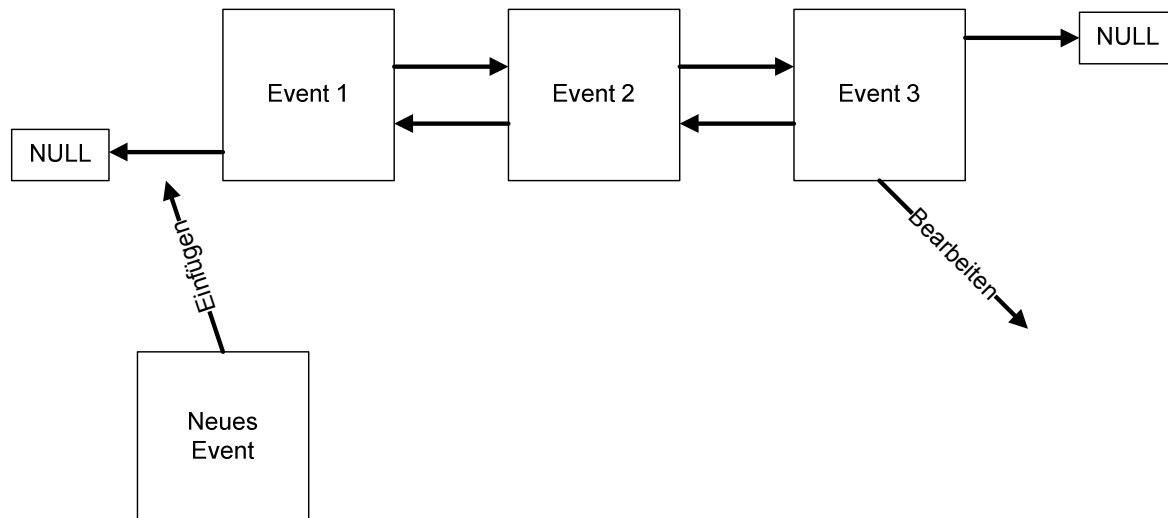 NULL
Event 1
Event 2
Event 3
NULL
Einfügen
Bearbeiten
Neues
Event